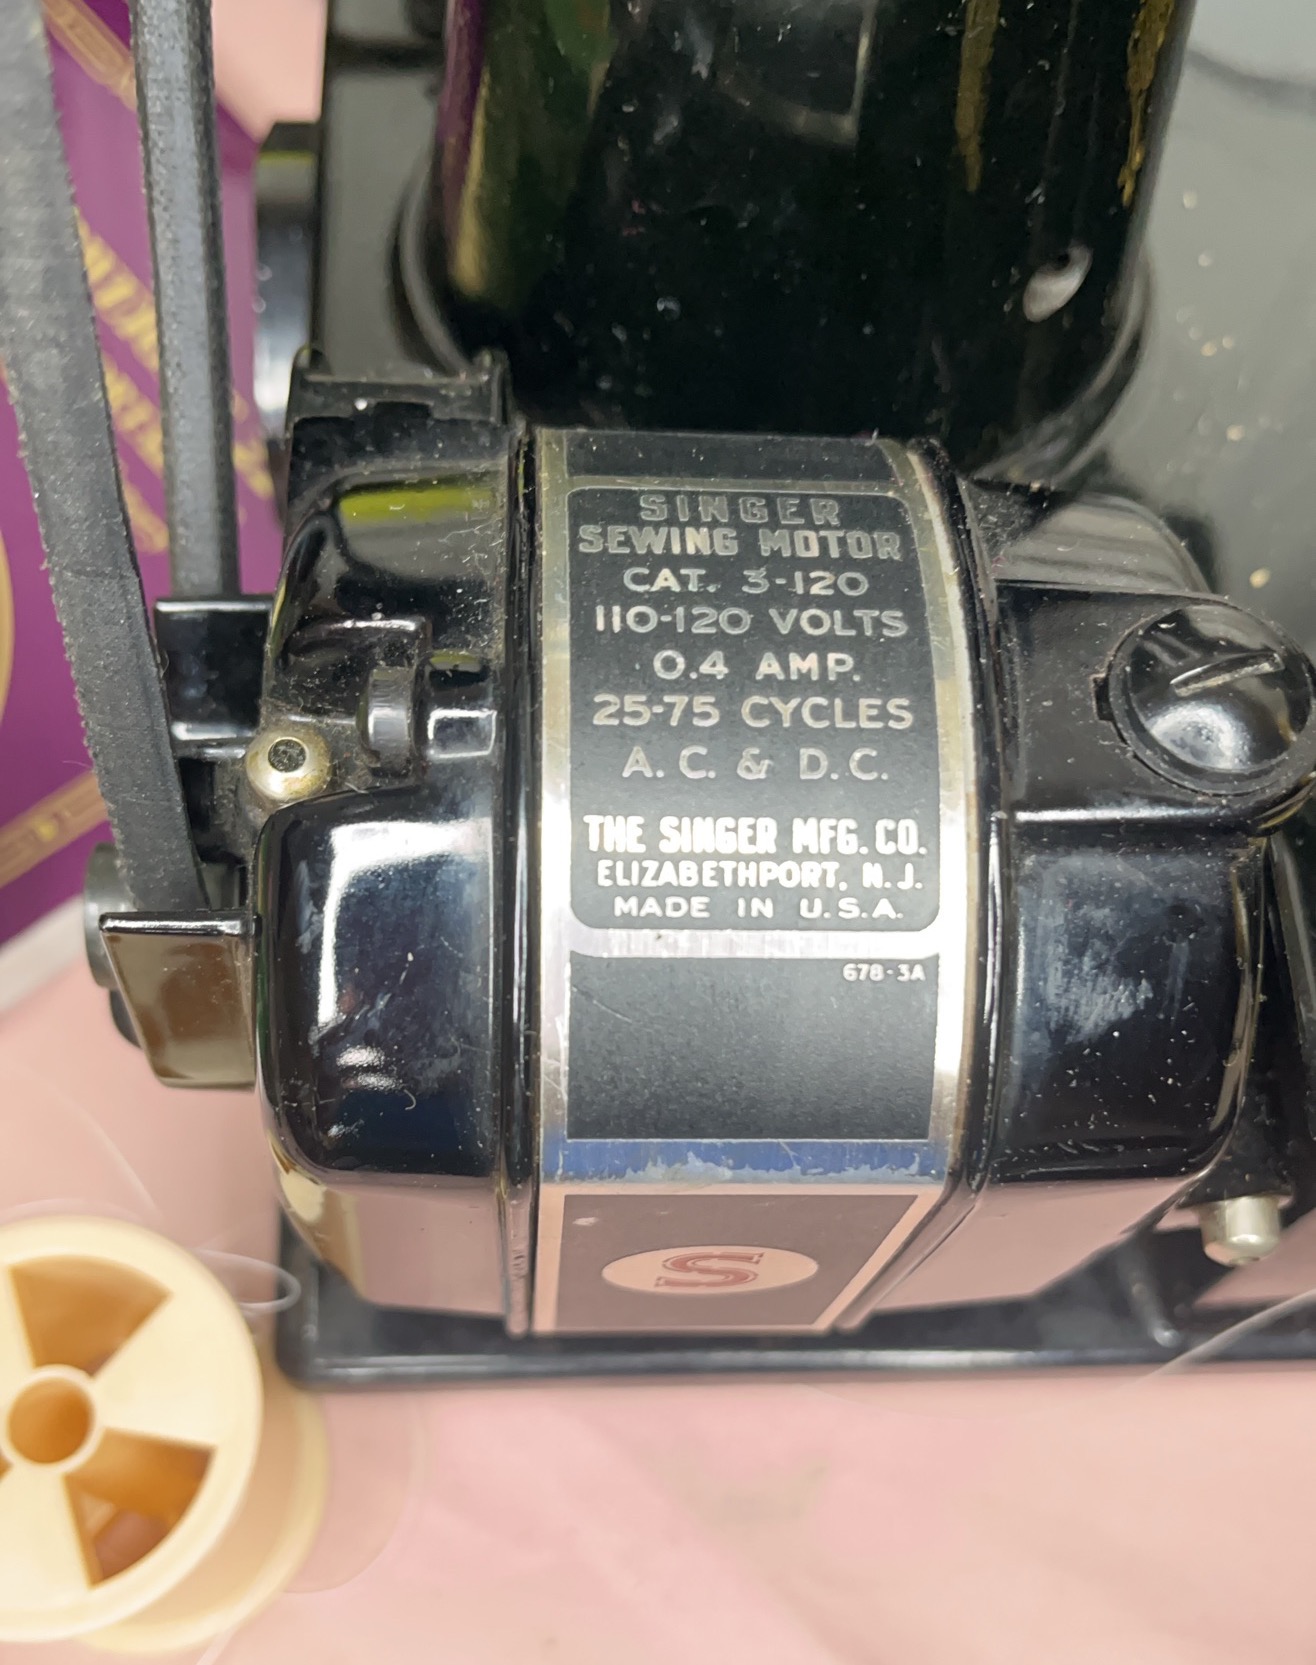 SINGER
SEWING MOTOR
CAT. 3-120
110-120 VOLTS
0.4 AMP.
25-75 CYCLES
A.C. & D.C.
THE SINGER MFG. CO.
ELIZABETHPORT, N.J.
MADE IN U.S.A.
678-3A
S